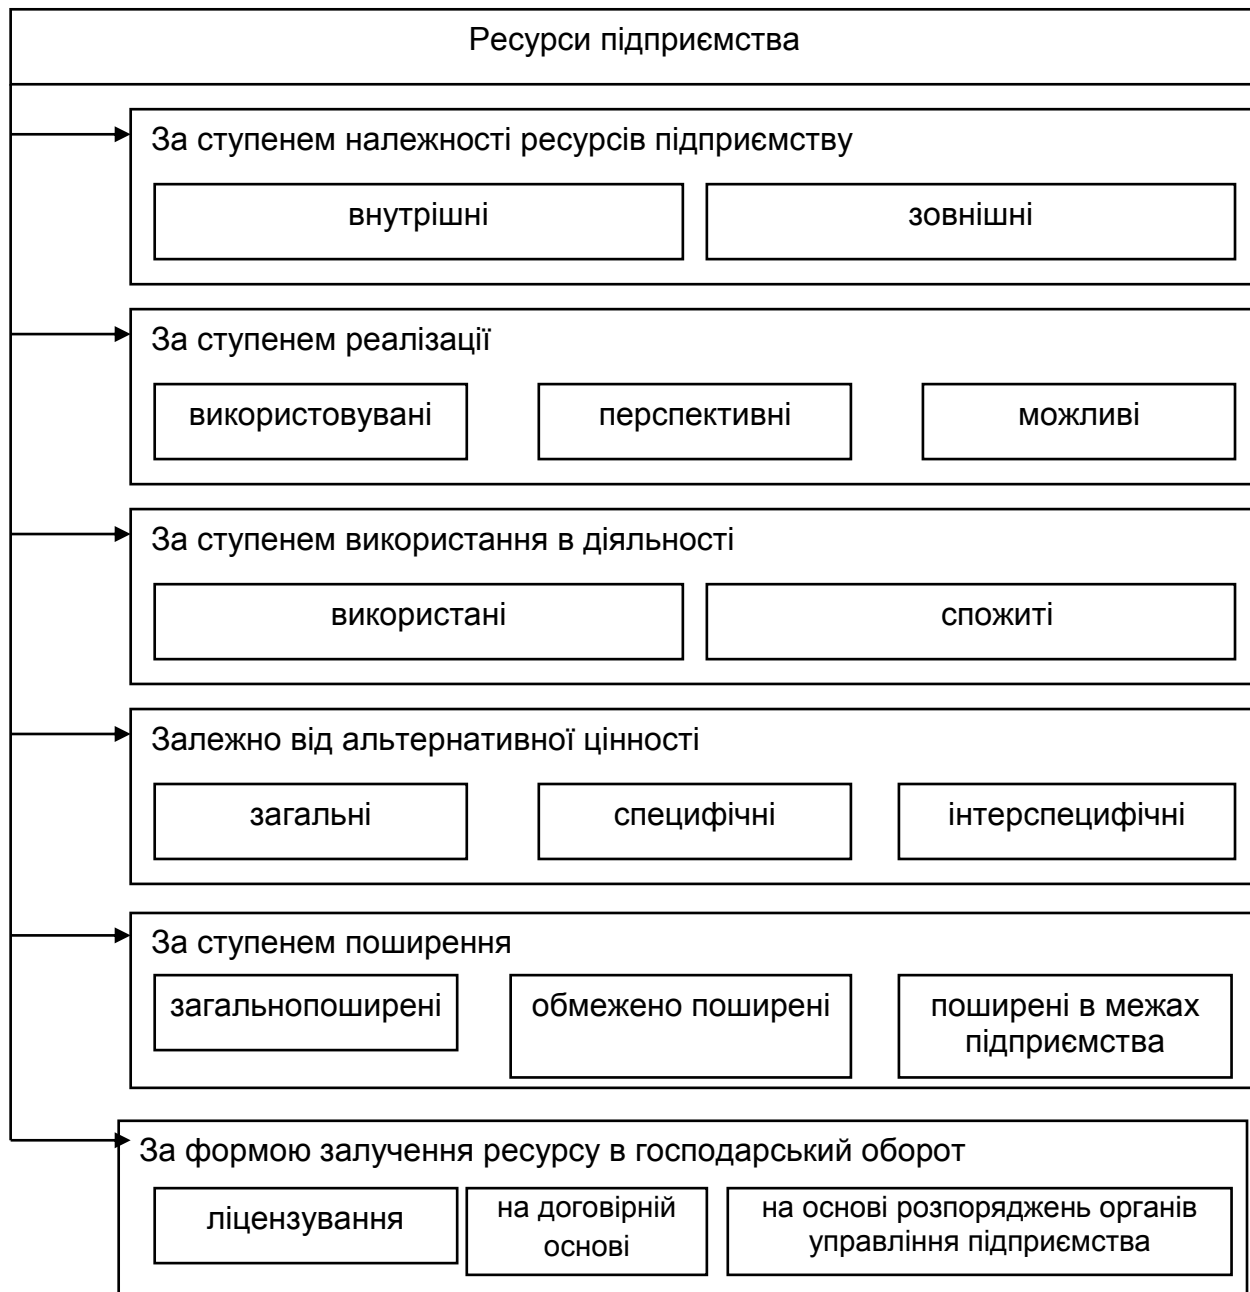 Ресурси підприємства
За ступенем належності ресурсів підприємству
внутрішні
зовнішні
За ступенем реалізації
використовувані
перспективні
можливі
За ступенем використання в діяльності
використані
спожиті
Залежно від альтернативної цінності
загальні
специфічні
інтерспецифічні
За ступенем поширення
загальнопоширені
обмежено поширені
поширені в межах
підприємства
За формою залучення ресурсу в господарський оборот
ліцензування
на договірній
основі
на основі розпоряджень органів
управління підприємства